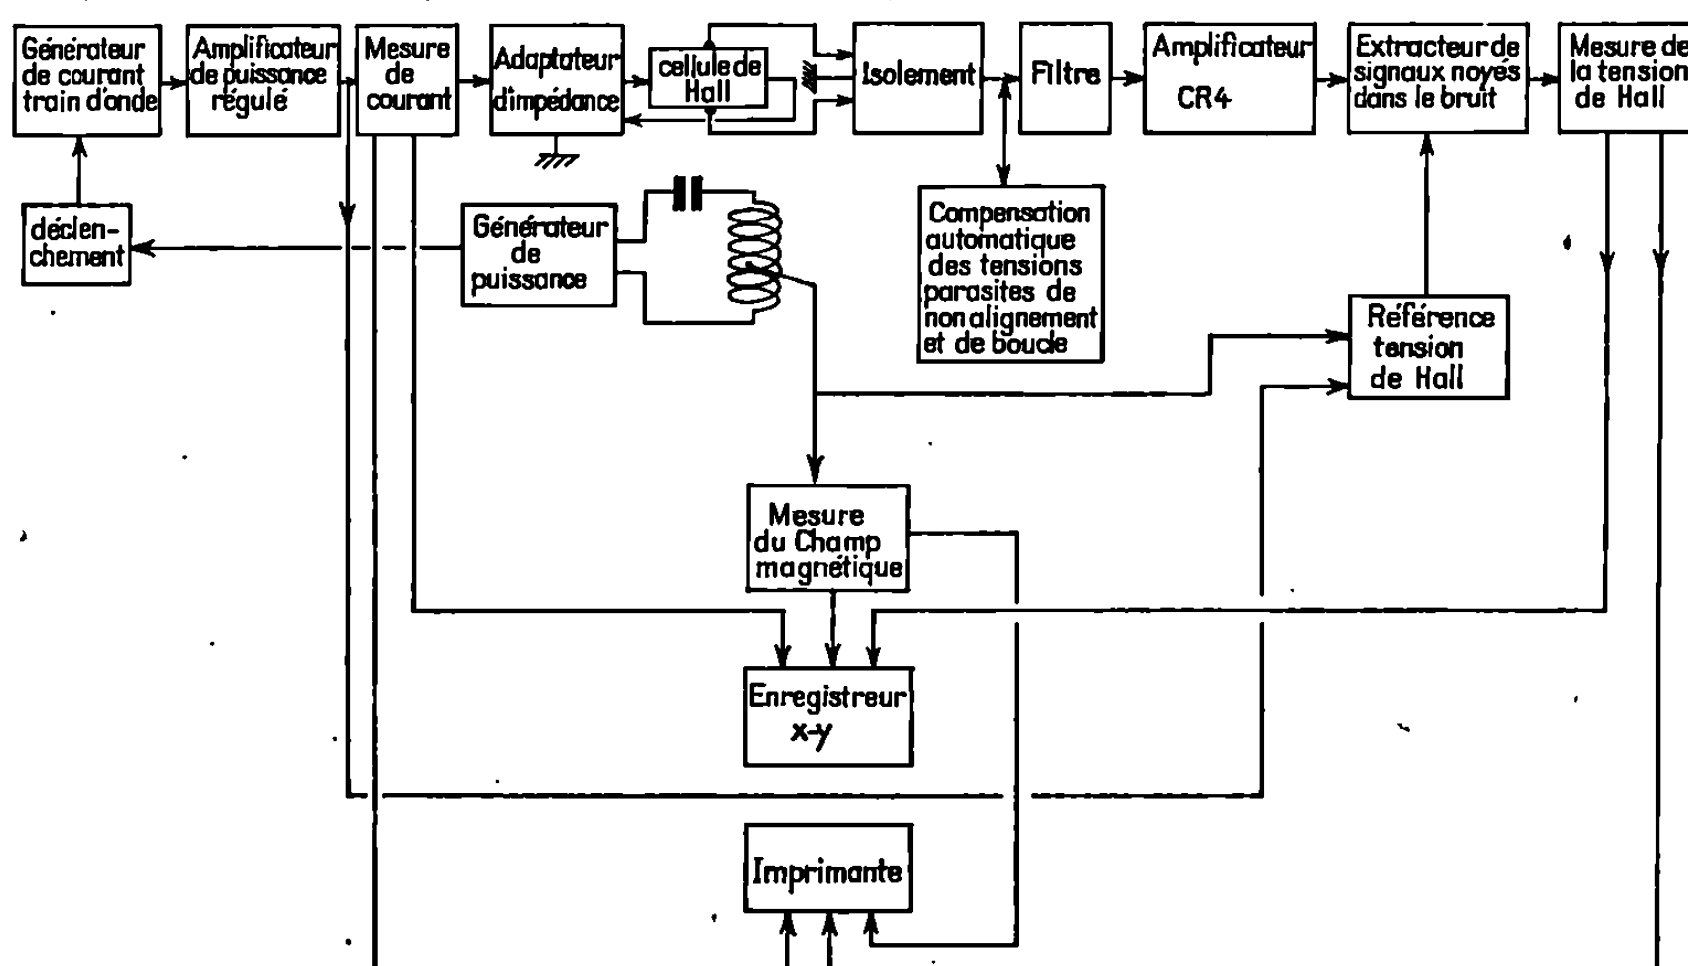 Générateur
de courant
train d'onde
Amplificateur
de puissance
régulé
Mesure
de
courant
Adaptateur
d'impédance
cellule de
Hall
Isolement
Filtre
Amplificateur
CR4
Extracteur de
signaux noyés
dans le bruit
Mesure de
la tension
de Hall
déclen-
chement
Générateur
de
puissance
Compensation
automatique
des tensions
parasites de
non alignement
et de boucle
Référence
tension
de Hall
Mesure
du Champ
magnétique
Enregistreur
x-y
Imprimante